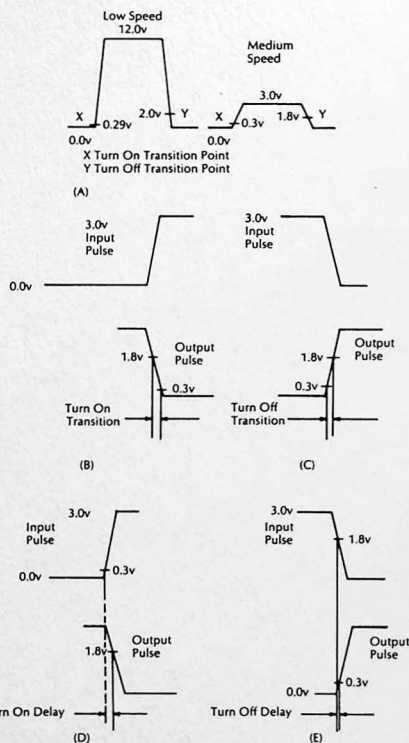 Low Speed
12.0v
Medium
Speed
3.0v
X
2.0v
Y
X
1.8v
Y
0.29v
0.3v
0.0v
0.0v
X Turn On Transition Point
Y Turn Off Transition Point
(A)
3.0v
Input
Pulse
3.0v
Input
Pulse
0.0v
1.8v
Output
Pulse
1.8v
Output
Pulse
0.3v
0.3v
Turn On
Transition
Turn Off
Transition
(B)
(C)
3.0v
Input
Pulse
3.0v
Input
Pulse
1.8v
0.0v
0.3v
1.8v
Output
Pulse
Output
Pulse
0.3v
0.0v
rn On Delay
Turn Off Delay
(D)
(E)